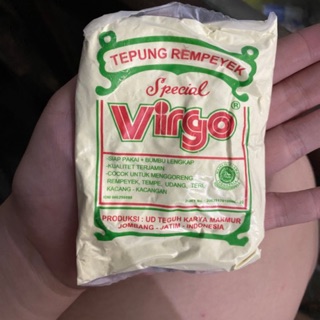 TEPUNG REMPEYEK
Special
Virgo®
-SIAP PAKAI + BUMBU LENGKAP
-KUALITET TERJAMIN
-COCOK UNTUK MENGGORENG
REMPEYEK, TEMPE, UDANG, TERI,
KACANG - KACANGAN
PRODUKSI : UD TEGUH KARYA MAKMUR
JOMBANG - JATIM - INDONESIA